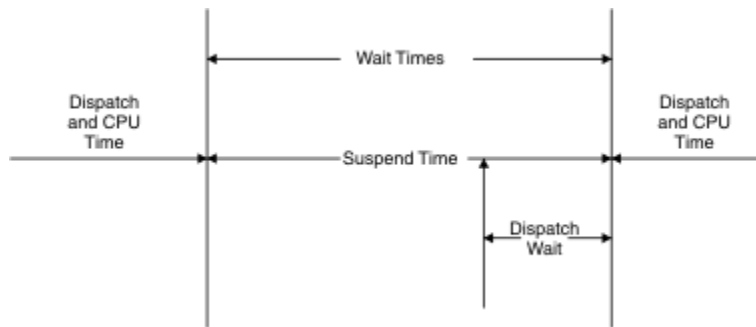 Wait Times
Dispatch
and CPU
Time
Dispatch
and CPU
Time
Suspend Time
Dispatch
Wait